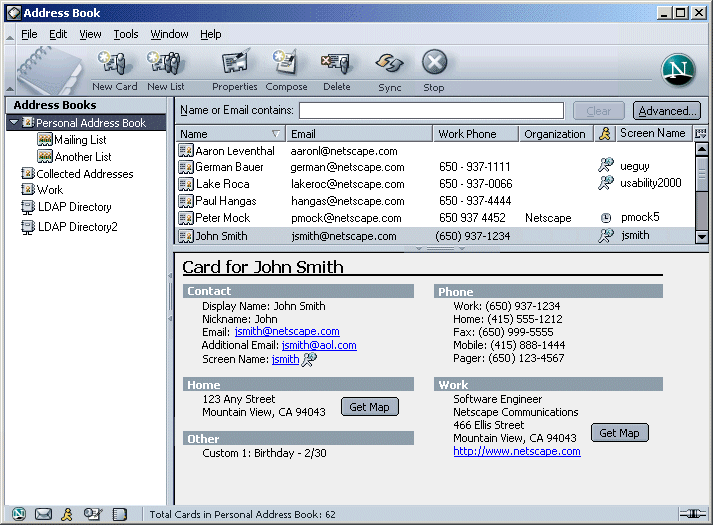 Address Book
File Edit View Tools Window Help
New Card New List Properties Compose Delete Sync Stop
N
Address Books
Personal Address Book
Mailing List
Another List
Collected Addresses
Work
LDAP Directory
LDAP Directory2
Name or Email contains: Clear Advanced...
Name Email Work Phone Organization Screen Name
Aaron Leventhal aaronl@netscape.com
German Bauer german@netscape.com 650 - 937-1111 ueguy
Lake Roca lakeroc@netscape.com 650 - 937-0066 usability2000
Paul Hangas hangas@netscape.com 650 - 937-4444
Peter Mock pmock@netscape.com 650 937 4452 Netscape pmock5
John Smith jsmith@netscape.com (650) 937-1234 jsmith
Card for John Smith
Contact
Display Name: John Smith
Nickname: John
Email: jsmith@netscape.com
Additional Email: jsmith@aol.com
Screen Name: jsmith
Phone
Work: (650) 937-1234
Home: (415) 555-1212
Fax: (650) 999-5555
Mobile: (415) 888-1444
Pager: (650) 123-4567
Home
123 Any Street
Mountain View, CA 94043
Get Map
Work
Software Engineer
Netscape Communications
466 Ellis Street
Mountain View, CA 94043
http://www.netscape.com
Get Map
Other
Custom 1: Birthday - 2/30
Total Cards in Personal Address Book: 62